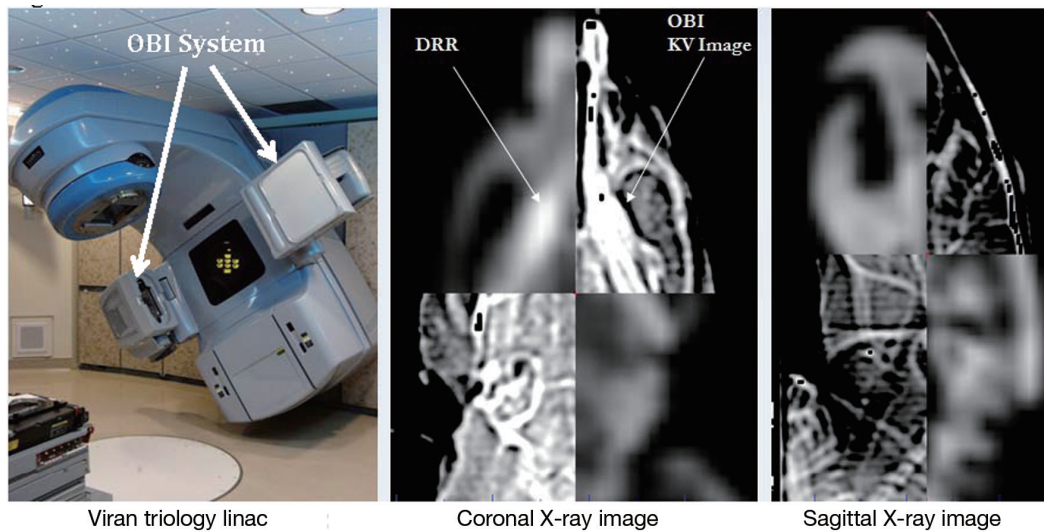 OBI System
DRR
OBI
KV Image
Viran triology linac
Coronal X-ray image
Sagittal X-ray image